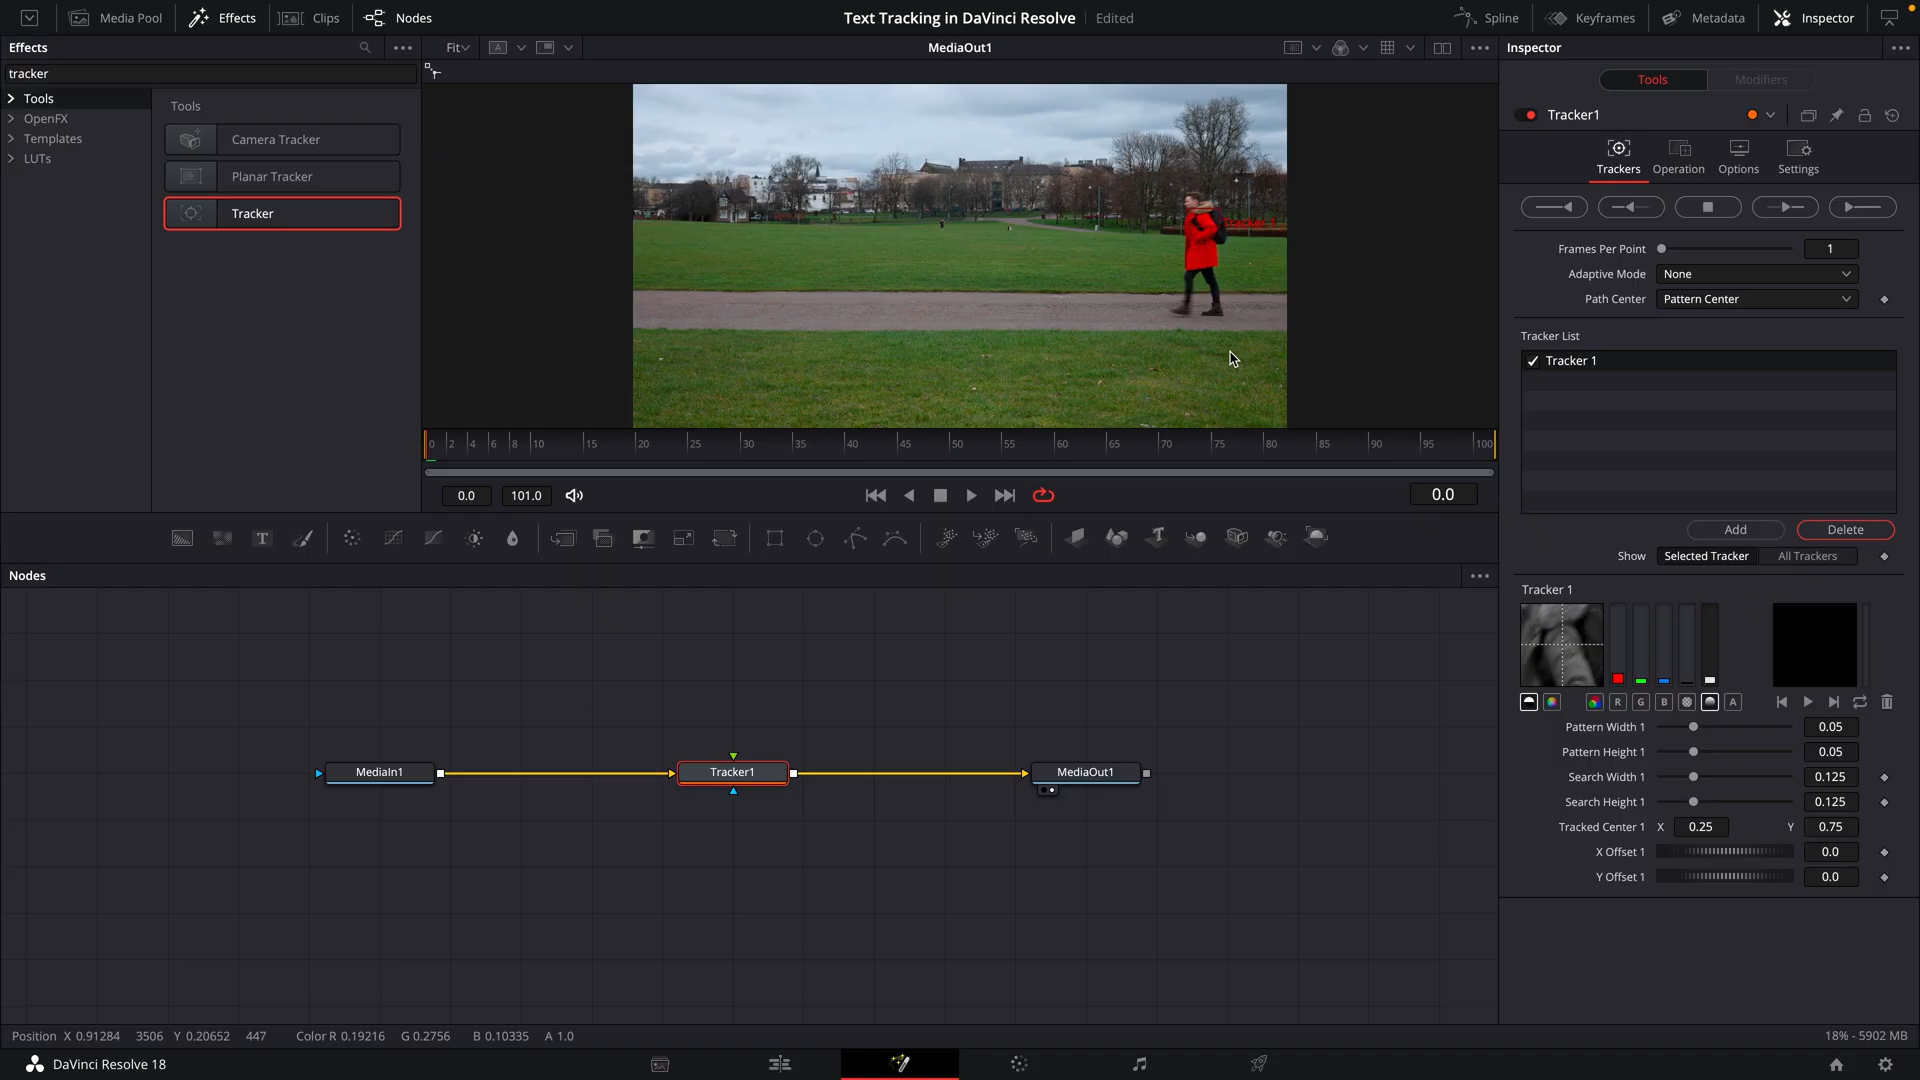 Media Pool
Effects
Clips
Nodes
Text Tracking in DaVinci Resolve
Edited
Spline
Keyframes
Metadata
Inspector
Effects
Fit
A
MediaOut1
Inspector
tracker
Tools
OpenFX
Templates
LUTs
Tools
Camera Tracker
Planar Tracker
Tracker
Tools
Modifiers
Tracker1
Trackers
Operation
Options
Settings
Frames Per Point
1
Adaptive Mode
None
Path Center
Pattern Center
Tracker List
Tracker 1
Add
Delete
Show
Selected Tracker
All Trackers
0 2 4 6 8 10 15 20 25 30 35 40 45 50 55 60 65 70 75 80 85 90 95 100
0.0
101.0
0.0
T
T
Nodes
MediaIn1
Tracker1
MediaOut1
Tracker 1
R G B A
Pattern Width 1
0.05
Pattern Height 1
0.05
Search Width 1
0.125
Search Height 1
0.125
Tracked Center 1 X 0.25 Y 0.75
X Offset 1
0.0
Y Offset 1
0.0
Position X 0.91284 3506 Y 0.20652 447 Color R 0.19216 G 0.2756 B 0.10335 A 1.0
18% - 5902 MB
DaVinci Resolve 18